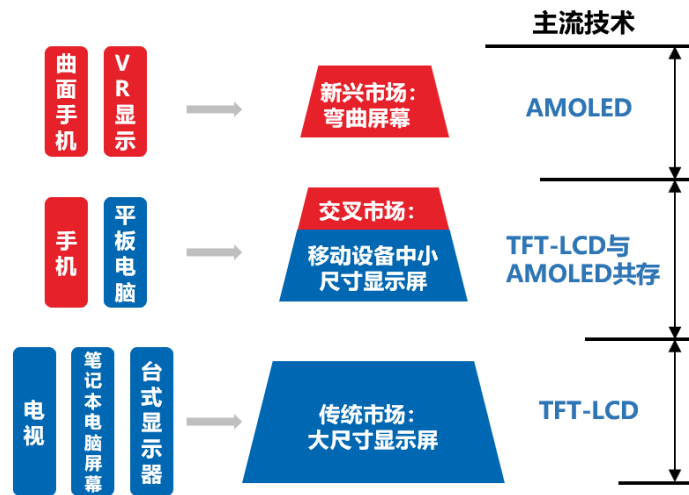 主流技术
曲面手机
VR显示
新兴市场：
弯曲屏幕
AMOLED
手机
平板电脑
交叉市场：
移动设备中小
尺寸显示屏
TFT-LCD与
AMOLED共存
电视
笔记本电脑屏幕
台式显示器
传统市场：
大尺寸显示屏
TFT-LCD